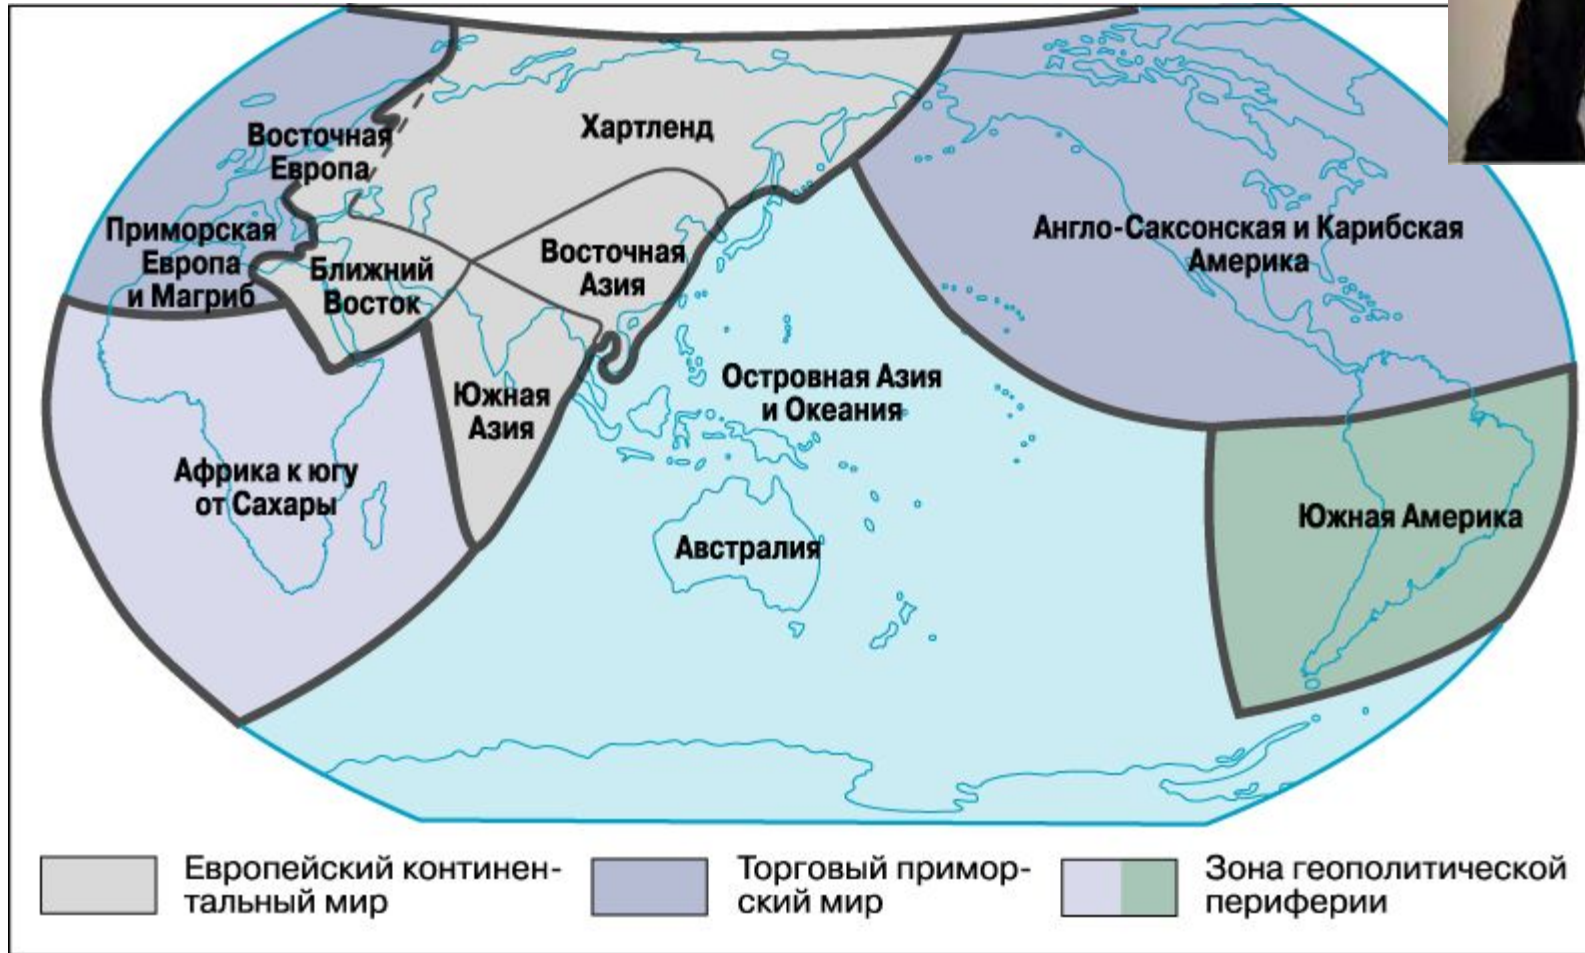 Хартленд
Восточная
Европа
Приморская
Европа
и Магриб
Ближний
Восток
Восточная
Азия
Англо-Саксонская и Карибская
Америка
Южная
Азия
Островная Азия
и Океания
Африка к югу
от Сахары
Австралия
Южная Америка
Европейский континен-
тальный мир
Торговый примор-
ский мир
Зона геополитической
периферии